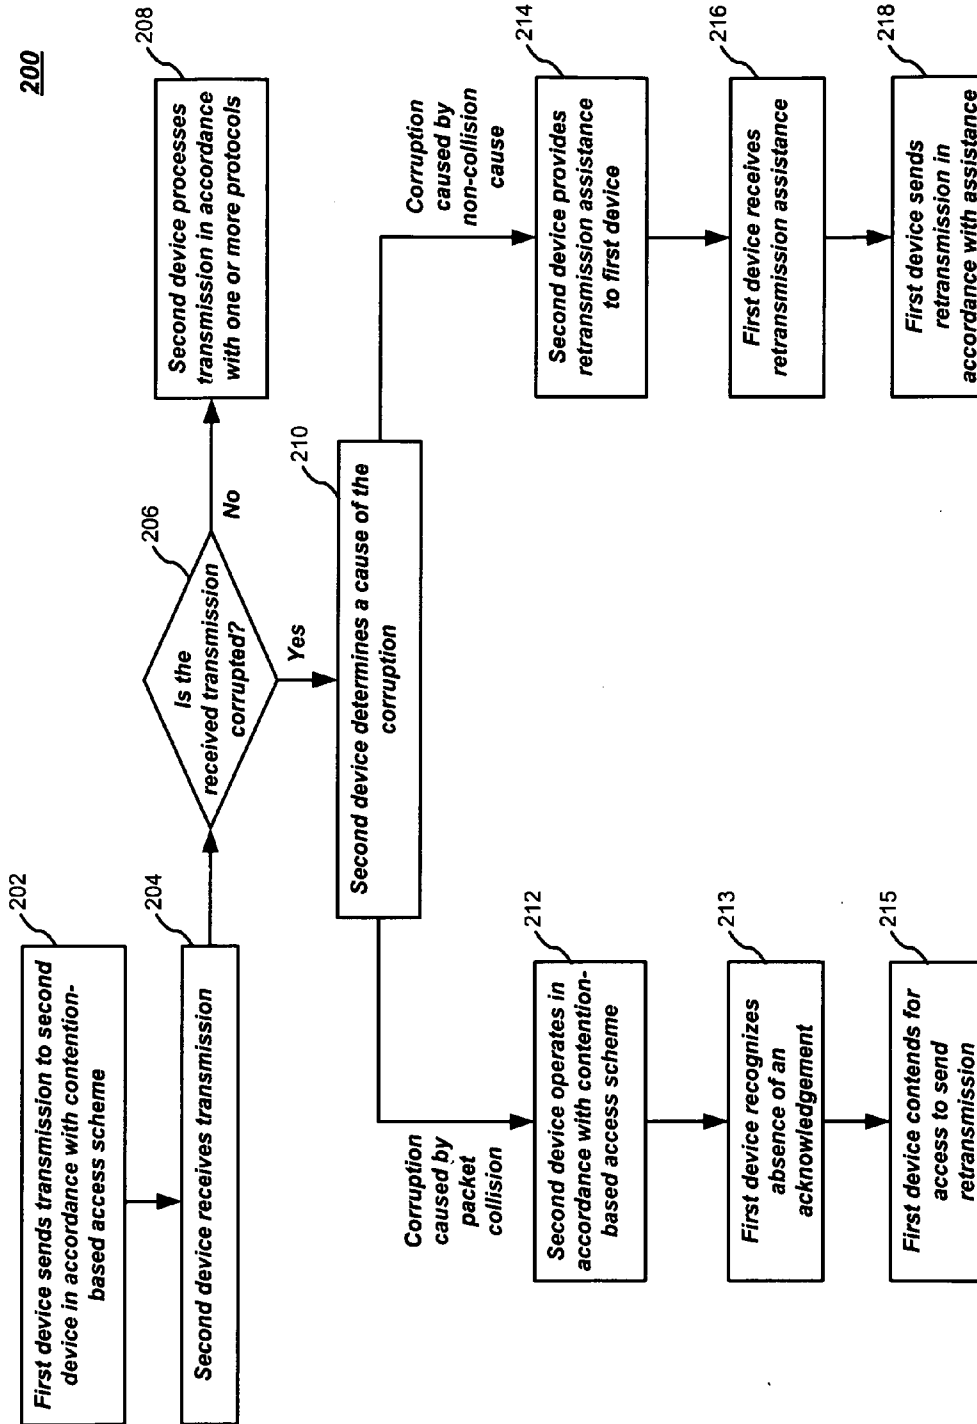 200
202
First device sends transmission to second
device in accordance with contention-
based access scheme
204
Second device receives transmission
206
Is the
received transmission
corrupted?
No
Yes
208
Second device processes
transmission in accordance
with one or more protocols
210
Second device determines a cause of the
corruption
Corruption
caused by
packet
collision
212
Second device operates in
accordance with contention-
based access scheme
213
First device recognizes
absence of an
acknowledgement
215
First device contends for
access to send
retransmission
Corruption
caused by
non-collision
cause
214
Second device provides
retransmission assistance
to first device
216
First device receives
retransmission assistance
218
First device sends
retransmission in
accordance with assistance